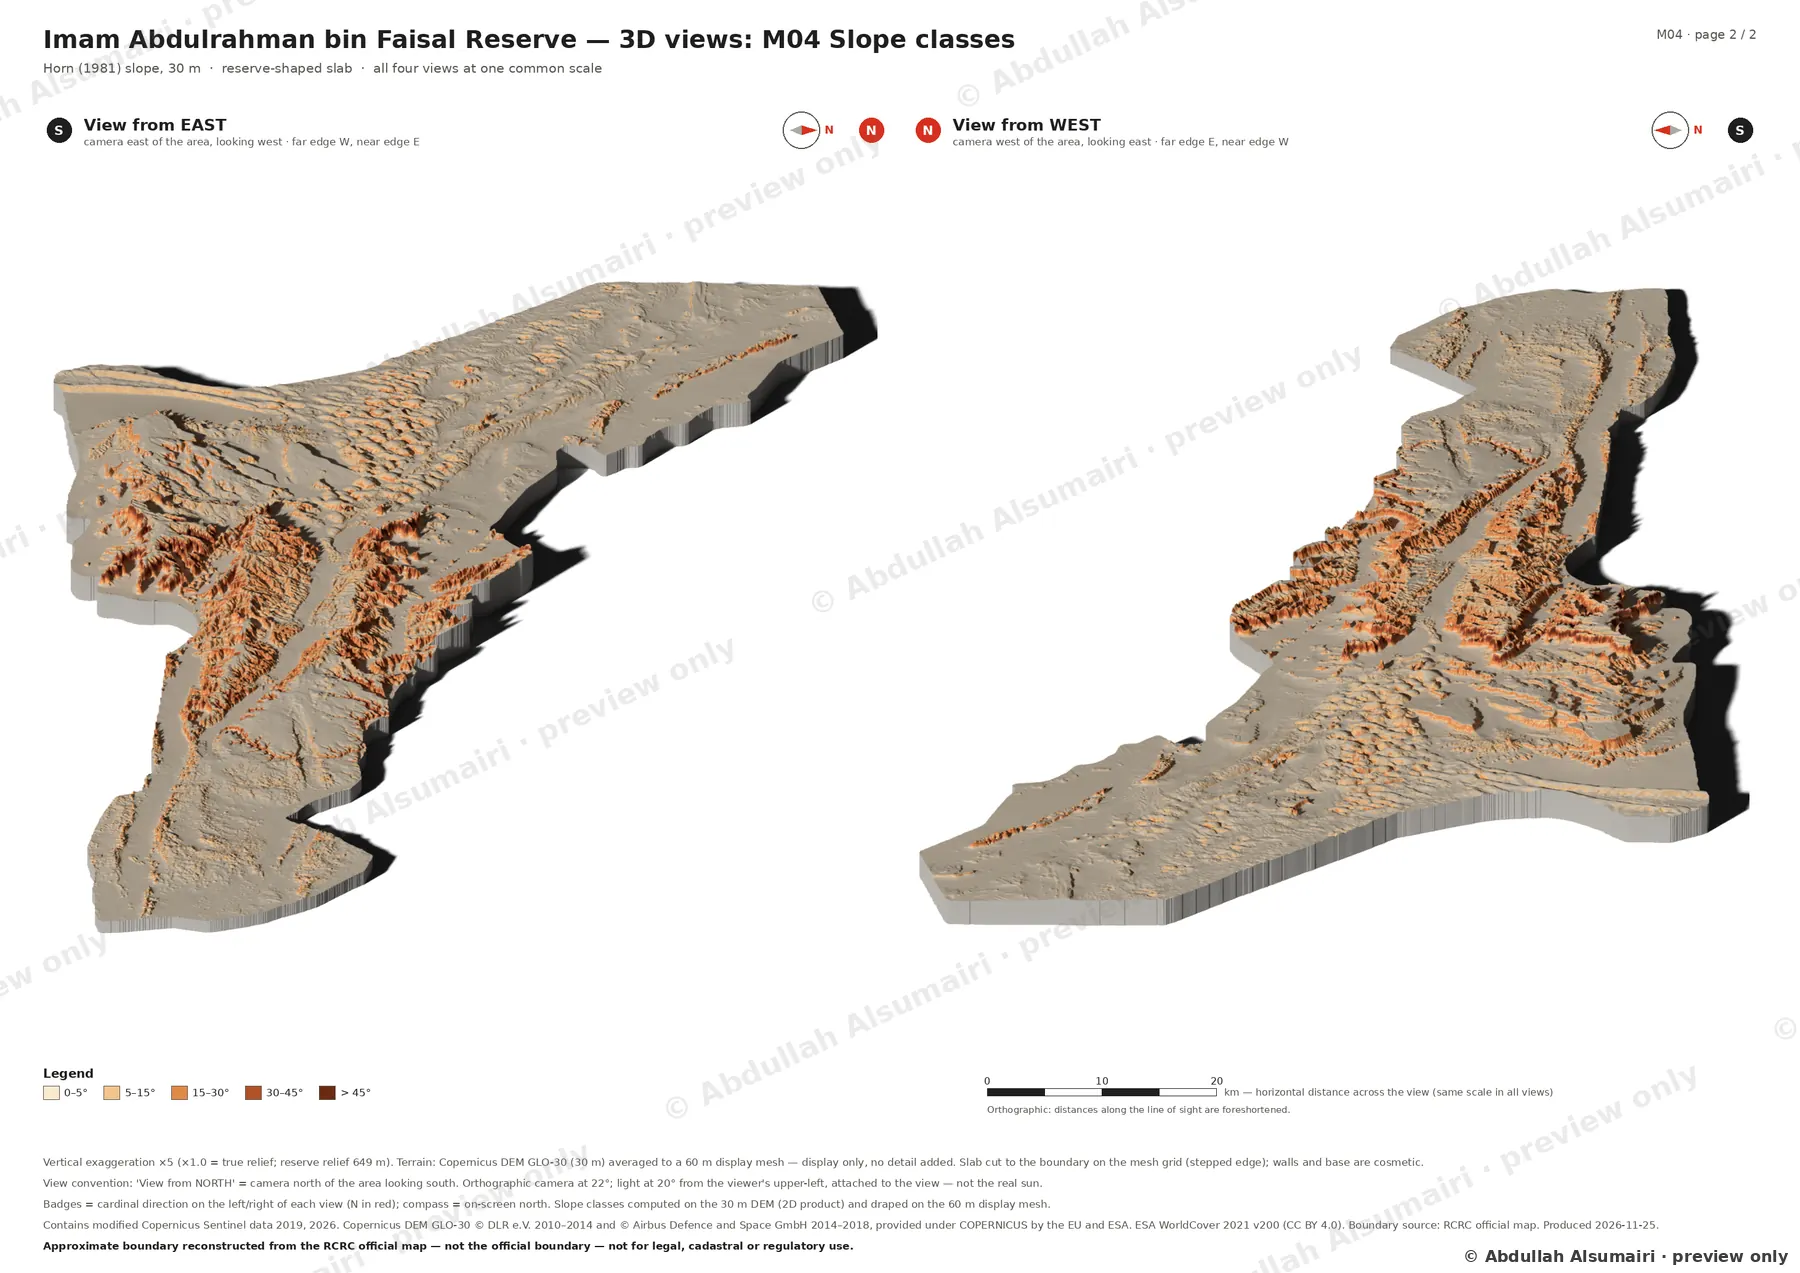 Imam Abdulrahman bin Faisal Reserve — 3D views: M04 Slope classes
M04 · page 2 / 2
Horn (1981) slope, 30 m · reserve-shaped slab · all four views at one common scale
S
View from EAST
camera east of the area, looking west · far edge W, near edge E
N
N
N
View from WEST
camera west of the area, looking east · far edge E, near edge W
N
S
Legend
0–5°
5–15°
15–30°
30–45°
> 45°
0 10 20
km — horizontal distance across the view (same scale in all views)
Orthographic: distances along the line of sight are foreshortened.
Vertical exaggeration ×5 (×1.0 = true relief; reserve relief 649 m). Terrain: Copernicus DEM GLO-30 (30 m) averaged to a 60 m display mesh — display only, no detail added. Slab cut to the boundary on the mesh grid (stepped edge); walls and base are cosmetic.
View convention: 'View from NORTH' = camera north of the area looking south. Orthographic camera at 22°; light at 20° from the viewer's upper-left, attached to the view — not the real sun.
Badges = cardinal direction on the left/right of each view (N in red); compass = on-screen north. Slope classes computed on the 30 m DEM (2D product) and draped on the 60 m display mesh.
Contains modified Copernicus Sentinel data 2019, 2026. Copernicus DEM GLO-30 © DLR e.V. 2010–2014 and © Airbus Defence and Space GmbH 2014–2018, provided under COPERNICUS by the EU and ESA. ESA WorldCover 2021 v200 (CC BY 4.0). Boundary source: RCRC official map. Produced 2026-11-25.
Approximate boundary reconstructed from the RCRC official map — not the official boundary — not for legal, cadastral or regulatory use.
© Abdullah Alsumairi · preview only
© Abdullah Alsumairi · preview only
© Abdullah Alsumairi · preview only